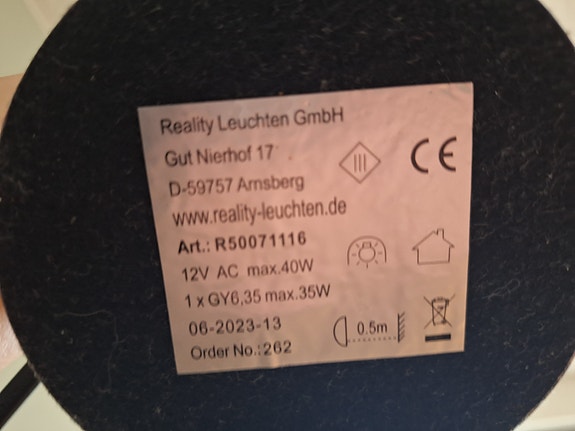 Reality Leuchten GmbH
Gut Nierhof 17
D-59757 Arnsberg
www.reality-leuchten.de
Art.: R50071116
12V AC max.40W
1 x GY6,35 max.35W
06-2023-13
Order No.:262
III
CE
0.5m